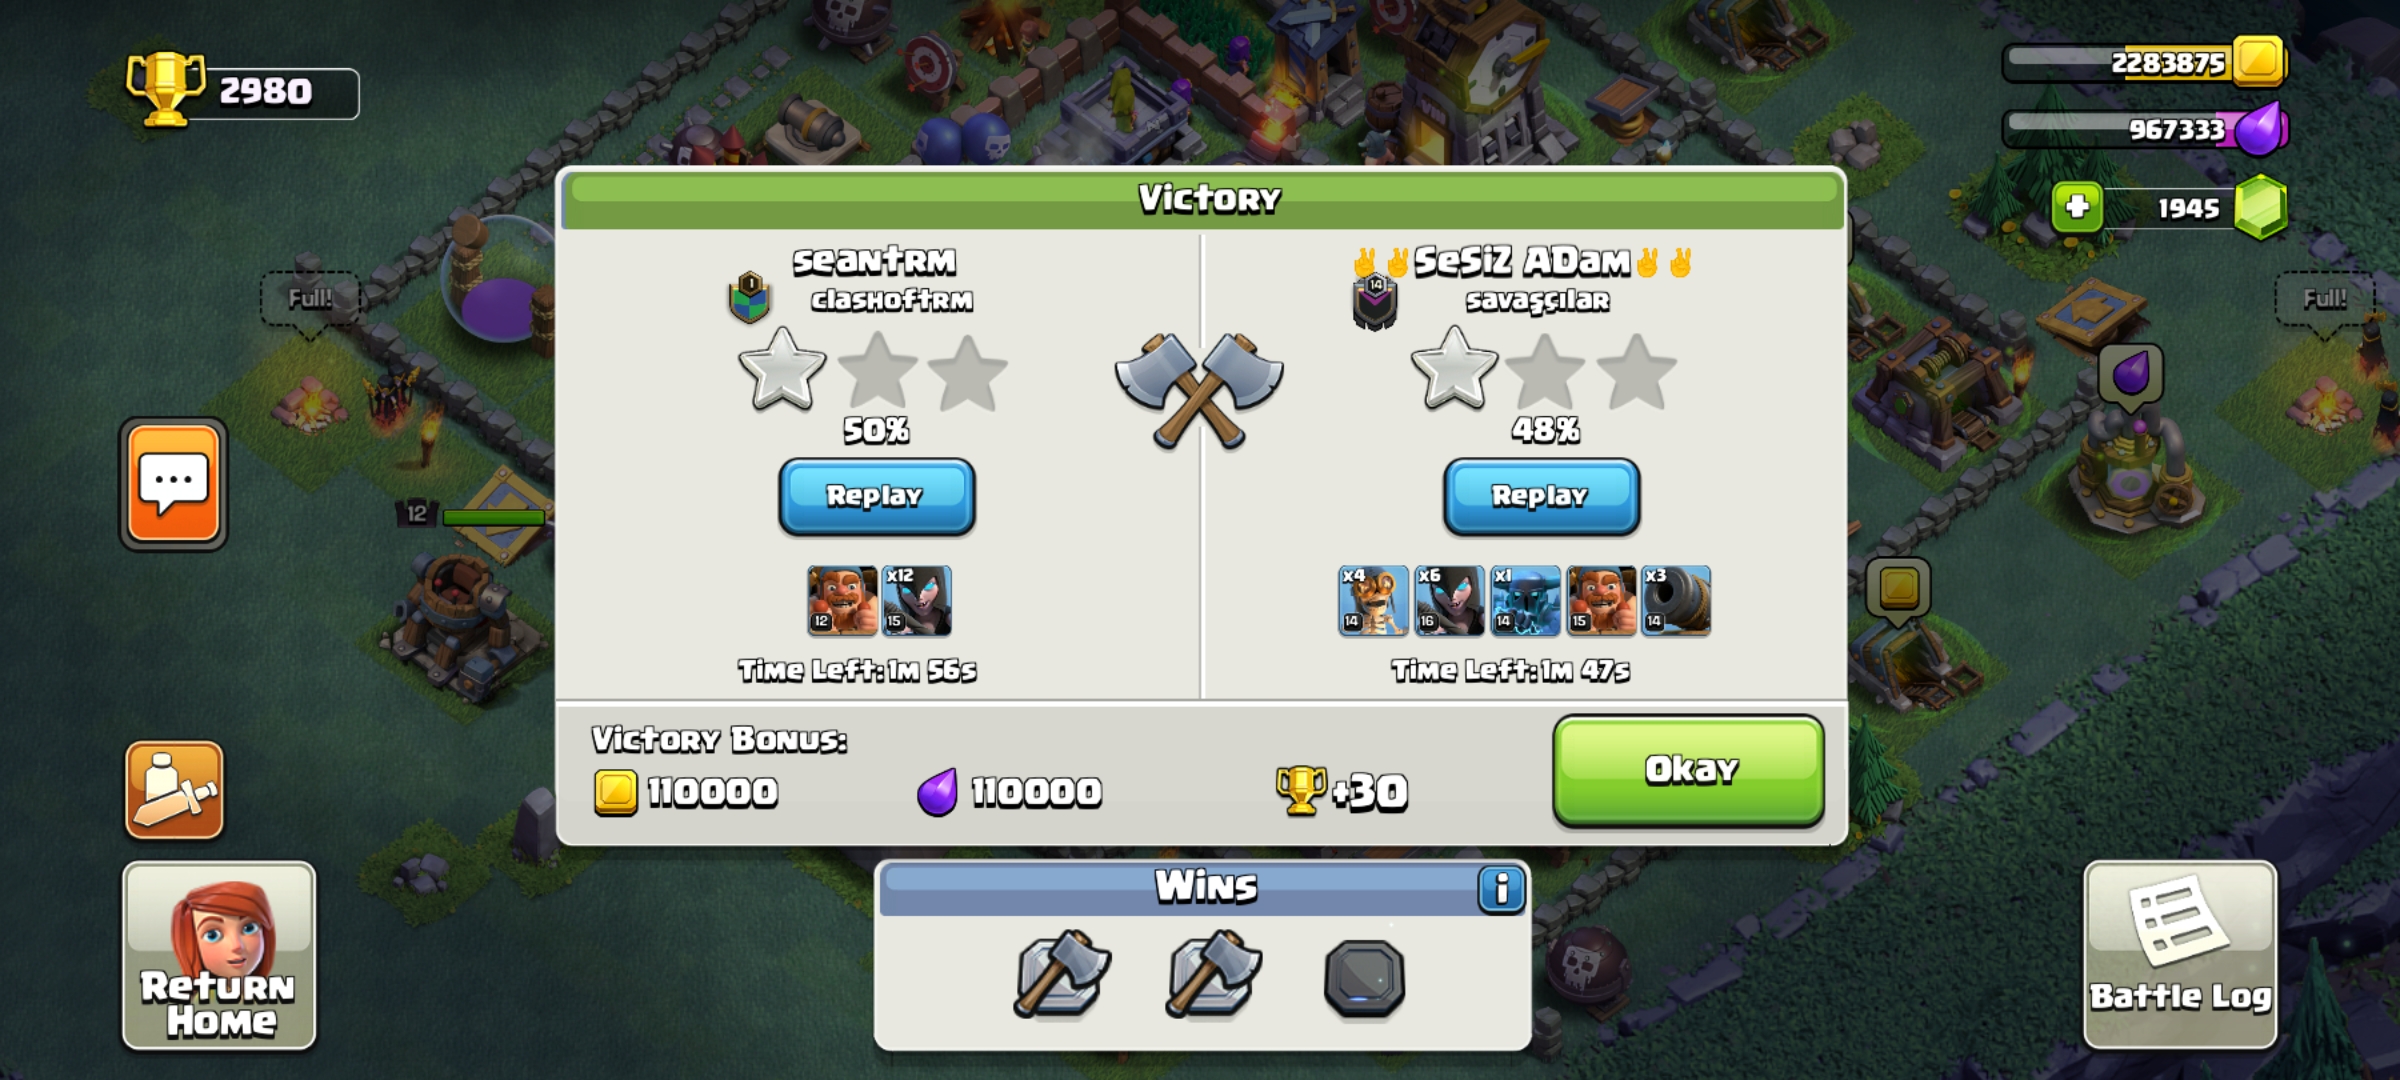 2980
2283875
967333
1945
Full!
Full!
12
Victory
seantrm
1
clashoftrm
50%
Replay
12
x12
15
Time Left:1m 56s
✌✌SeSiZ ADam✌✌
14
savaşçılar
48%
Replay
x4
14
x6
16
x1
14
15
x3
14
Time Left:1m 47s
Victory Bonus:
110000
110000
+30
Okay
Wins
i
Return
Home
Battle Log